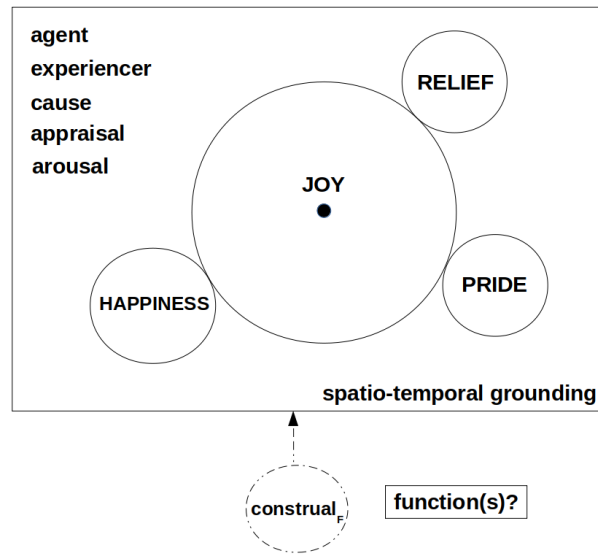 agent
experiencer
cause
appraisal
arousal
RELIEF
JOY
HAPPINESS
PRIDE
spatio-temporal grounding
construalF
function(s)?